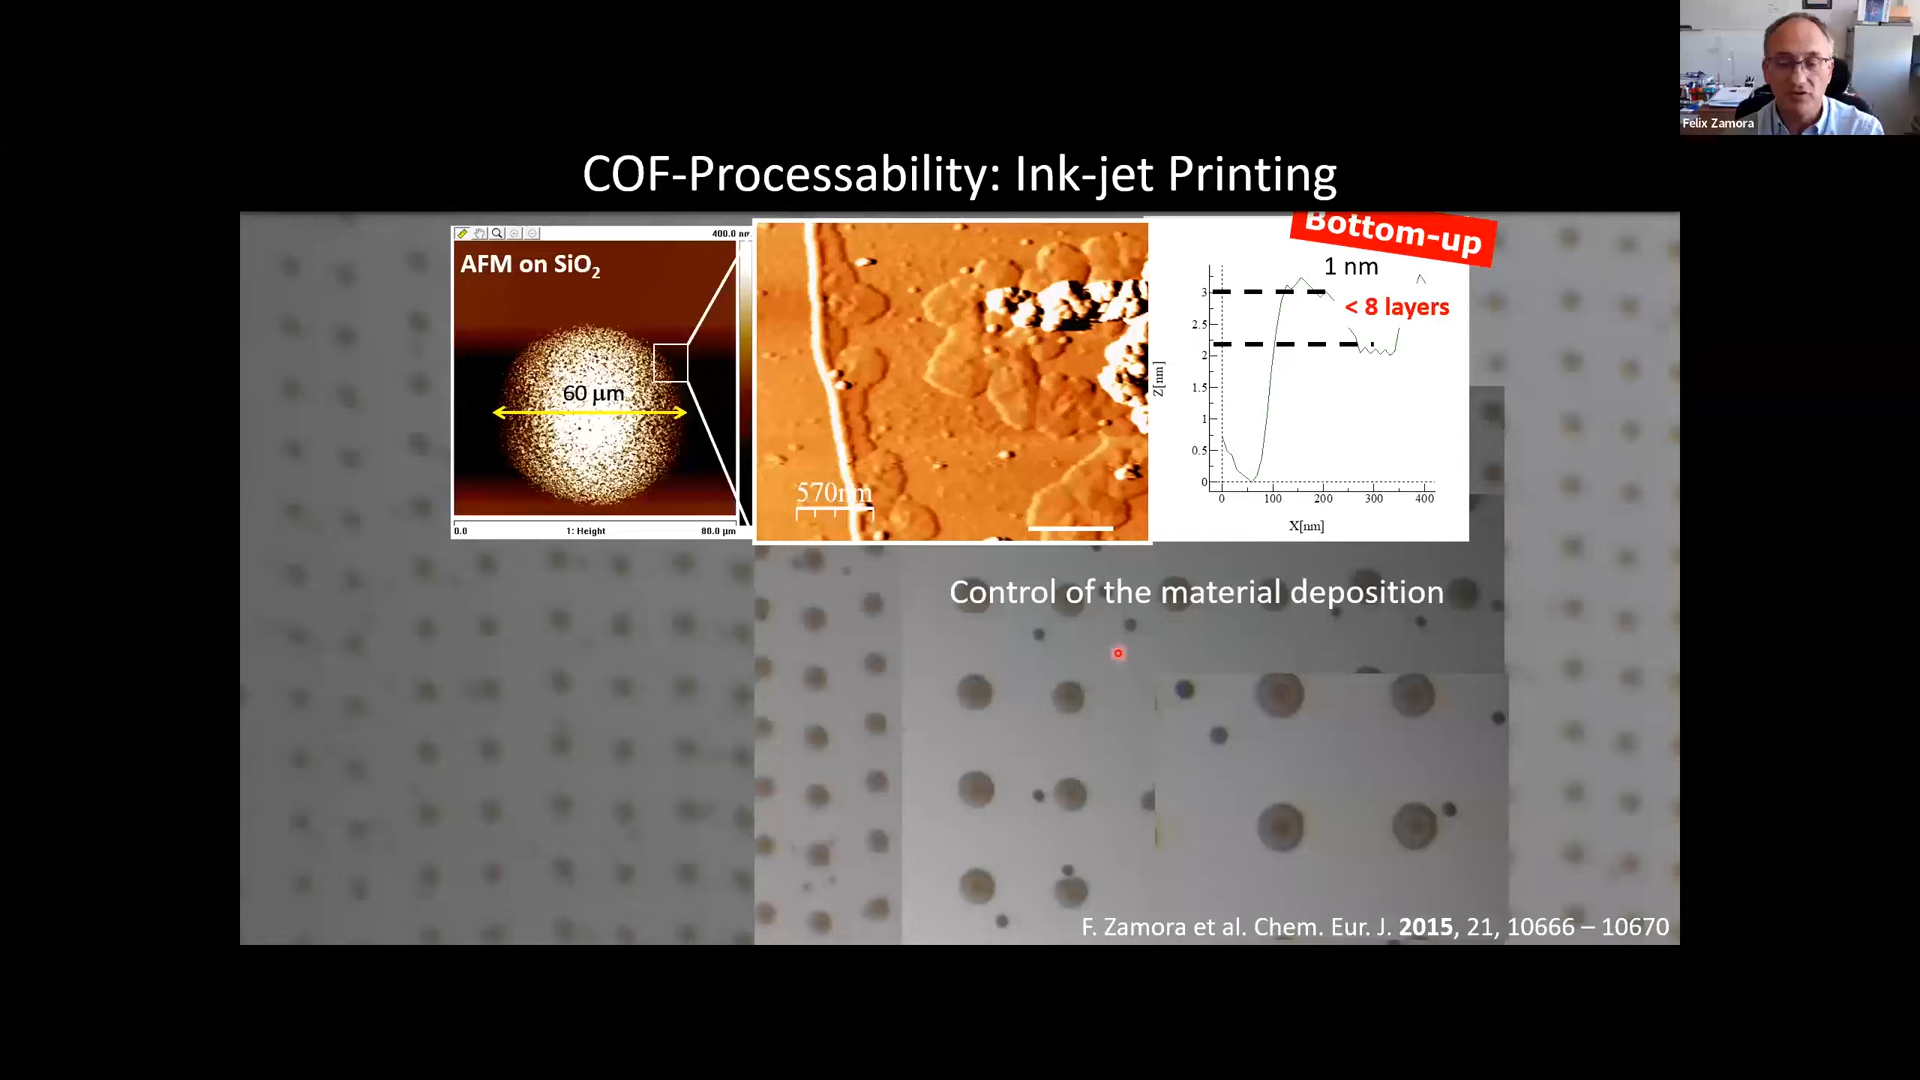 Felix Zamora
COF-Processability: Ink-jet Printing
400.0 nm
AFM on SiO2
60 µm
0.0 1: Height 80.0 µm
570nm
Bottom-up
1 nm
< 8 layers
3
2.5
2
1.5
1
0.5
0
Z[nm]
0 100 200 300 400
X[nm]
Control of the material deposition
F. Zamora et al. Chem. Eur. J. 2015, 21, 10666 – 10670